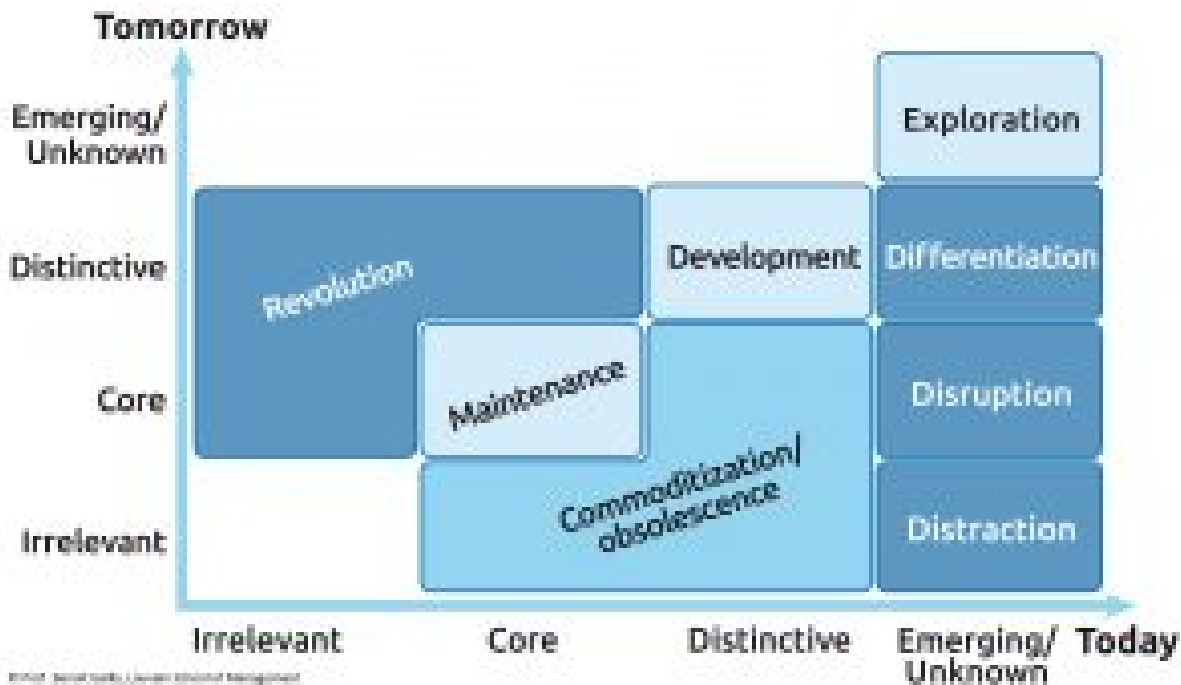 Tomorrow
Emerging/
Unknown
Exploration
Distinctive
Revolution
Development
Differentiation
Core
Maintenance
Disruption
Commoditization/
obsolescence
Irrelevant
Distraction
Irrelevant
Core
Distinctive
Emerging/
Unknown
Today